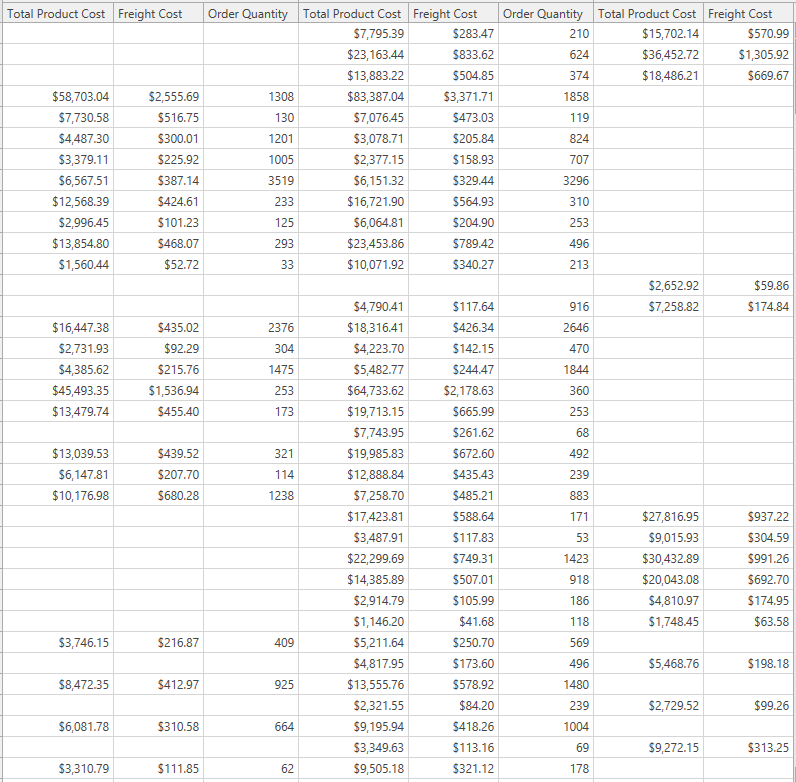 Total Product Cost Freight Cost Order Quantity Total Product Cost Freight Cost Order Quantity Total Product Cost Freight Cost
$7,795.39 $283.47 210 $15,702.14 $570.99
$23,163.44 $833.62 624 $36,452.72 $1,305.92
$13,883.22 $504.85 374 $18,486.21 $669.67
$58,703.04 $2,555.69 1308 $83,387.04 $3,371.71 1858
$7,730.58 $516.75 130 $7,076.45 $473.03 119
$4,487.30 $300.01 1201 $3,078.71 $205.84 824
$3,379.11 $225.92 1005 $2,377.15 $158.93 707
$6,567.51 $387.14 3519 $6,151.32 $329.44 3296
$12,568.39 $424.61 233 $16,721.90 $564.93 310
$2,996.45 $101.23 125 $6,064.81 $204.90 253
$13,854.80 $468.07 293 $23,453.86 $789.42 496
$1,560.44 $52.72 33 $10,071.92 $340.27 213
$2,652.92 $59.86
$4,790.41 $117.64 916 $7,258.82 $174.84
$16,447.38 $435.02 2376 $18,316.41 $426.34 2646
$2,731.93 $92.29 304 $4,223.70 $142.15 470
$4,385.62 $215.76 1475 $5,482.77 $244.47 1844
$45,493.35 $1,536.94 253 $64,733.62 $2,178.63 360
$13,479.74 $455.40 173 $19,713.15 $665.99 253
$7,743.95 $261.62 68
$13,039.53 $439.52 321 $19,985.83 $672.60 492
$6,147.81 $207.70 114 $12,888.84 $435.43 239
$10,176.98 $680.28 1238 $7,258.70 $485.21 883
$17,423.81 $588.64 171 $27,816.95 $937.22
$3,487.91 $117.83 53 $9,015.93 $304.59
$22,299.69 $749.31 1423 $30,432.89 $991.26
$14,385.89 $507.01 918 $20,043.08 $692.70
$2,914.79 $105.99 186 $4,810.97 $174.95
$1,146.20 $41.68 118 $1,748.45 $63.58
$3,746.15 $216.87 409 $5,211.64 $250.70 569
$4,817.95 $173.60 496 $5,468.76 $198.18
$8,472.35 $412.97 925 $13,555.76 $578.92 1480
$2,321.55 $84.20 239 $2,729.52 $99.26
$6,081.78 $310.58 664 $9,195.94 $418.26 1004
$3,349.63 $113.16 69 $9,272.15 $313.25
$3,310.79 $111.85 62 $9,505.18 $321.12 178